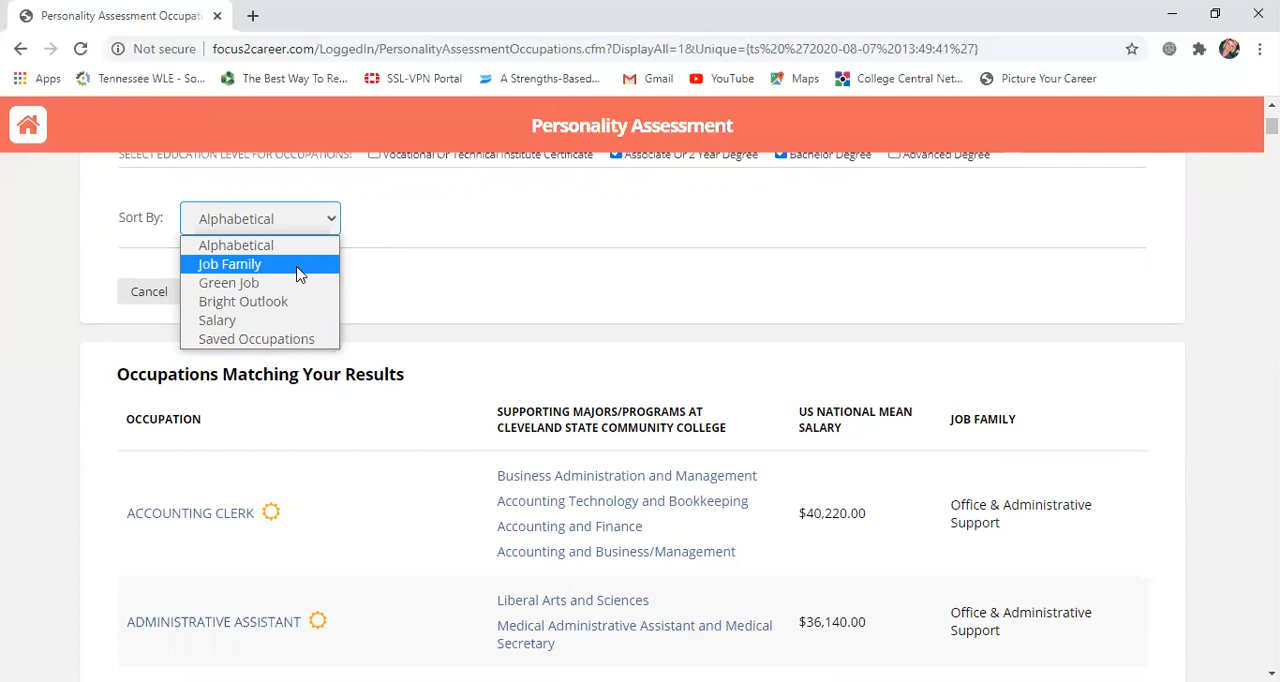 Personality Assessment Occupati
Not secure | focus2career.com/LoggedIn/PersonalityAssessmentOccupations.cfm?DisplayAll=1&Unique={ts%20%272020-08-07%2013:49:41%27}
Apps Tennessee WLE - So... The Best Way To Re... SSL-VPN Portal A Strengths-Based... Gmail YouTube Maps College Central Net... Picture Your Career
Personality Assessment
SELECT EDUCATION LEVEL FOR OCCUPATIONS: Vocational Or Technical Institute Certificate Associate Or 2 Year Degree Bachelor Degree Advanced Degree
Sort By: Alphabetical
Alphabetical
Job Family
Green Job
Cancel
Bright Outlook
Salary
Saved Occupations
Occupations Matching Your Results
OCCUPATION
SUPPORTING MAJORS/PROGRAMS AT
CLEVELAND STATE COMMUNITY COLLEGE
US NATIONAL MEAN
SALARY
JOB FAMILY
ACCOUNTING CLERK
Business Administration and Management
Accounting Technology and Bookkeeping
Accounting and Finance
Accounting and Business/Management
$40,220.00
Office & Administrative
Support
ADMINISTRATIVE ASSISTANT
Liberal Arts and Sciences
Medical Administrative Assistant and Medical
Secretary
$36,140.00
Office & Administrative
Support